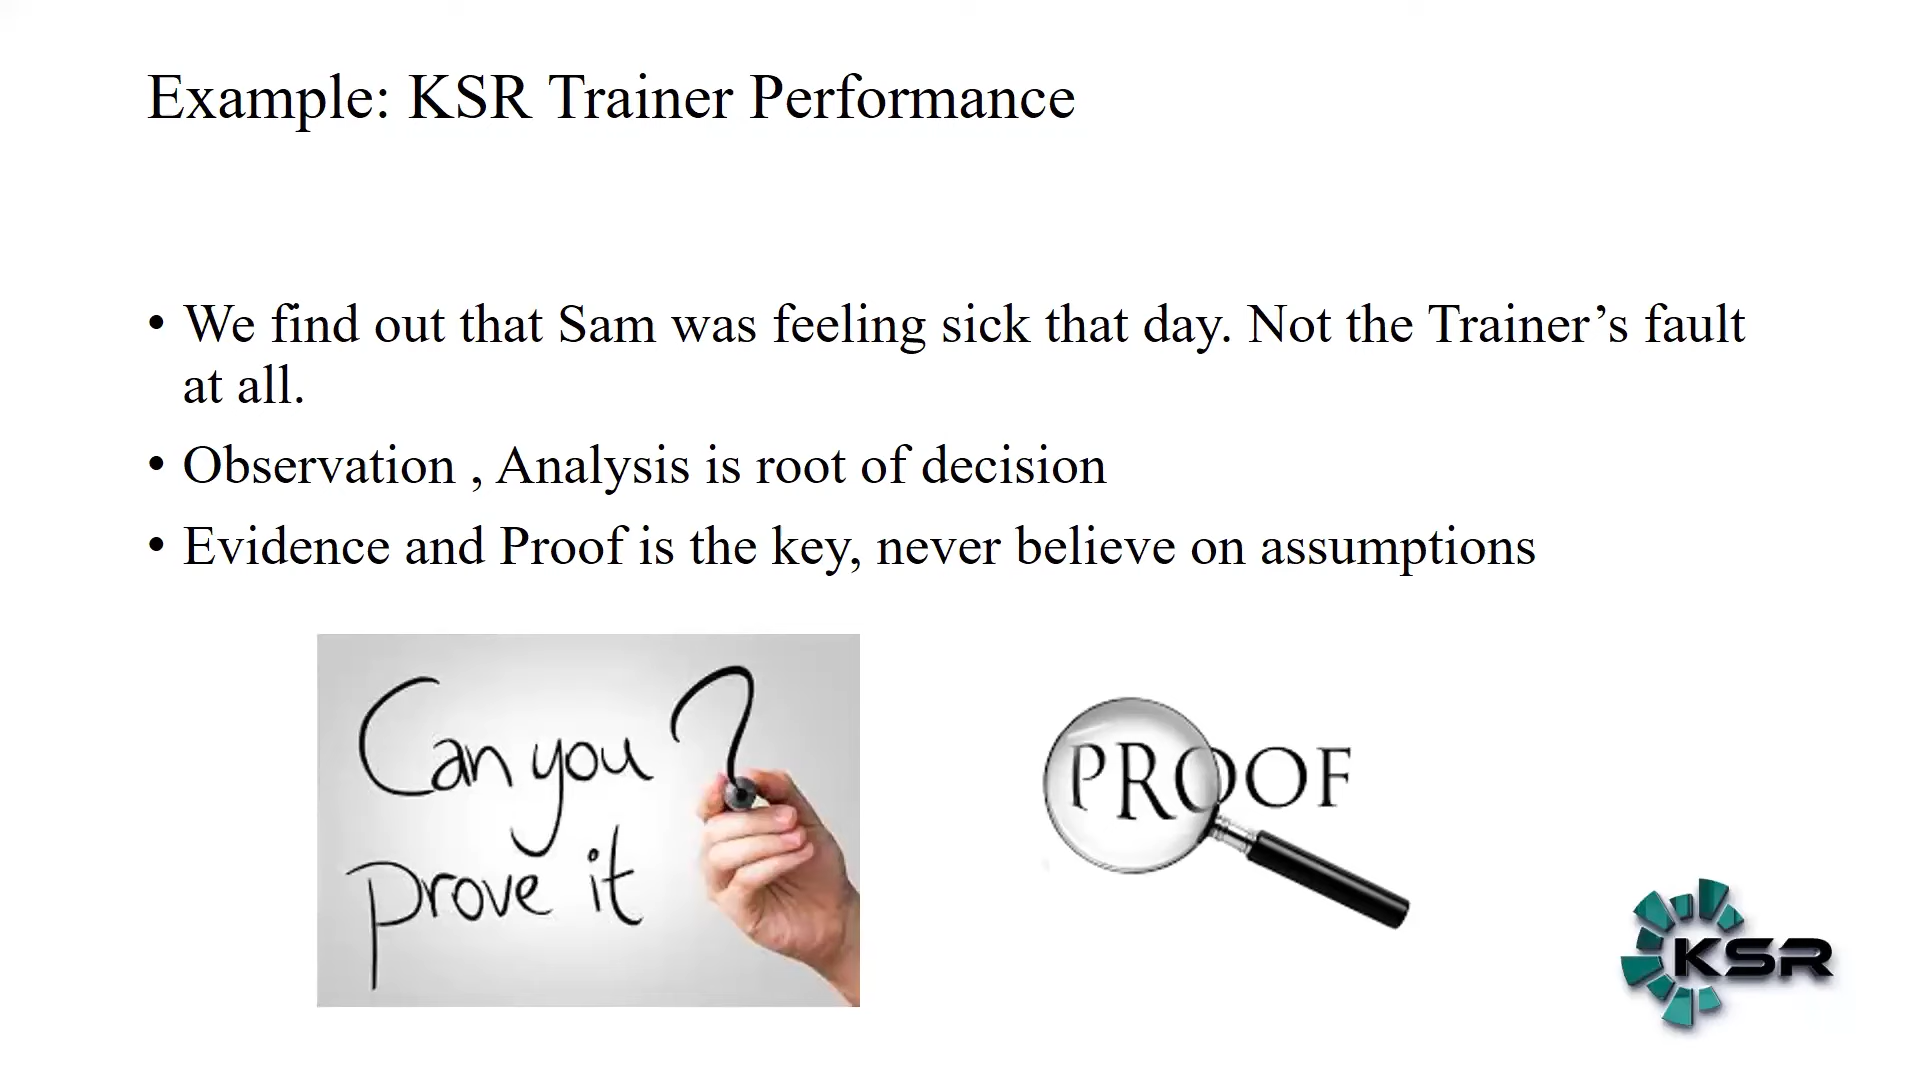 Example: KSR Trainer Performance
• We find out that Sam was feeling sick that day. Not the Trainer’s fault
at all.
• Observation , Analysis is root of decision
• Evidence and Proof is the key, never believe on assumptions
Can you ?
prove it
PROOF
KSR